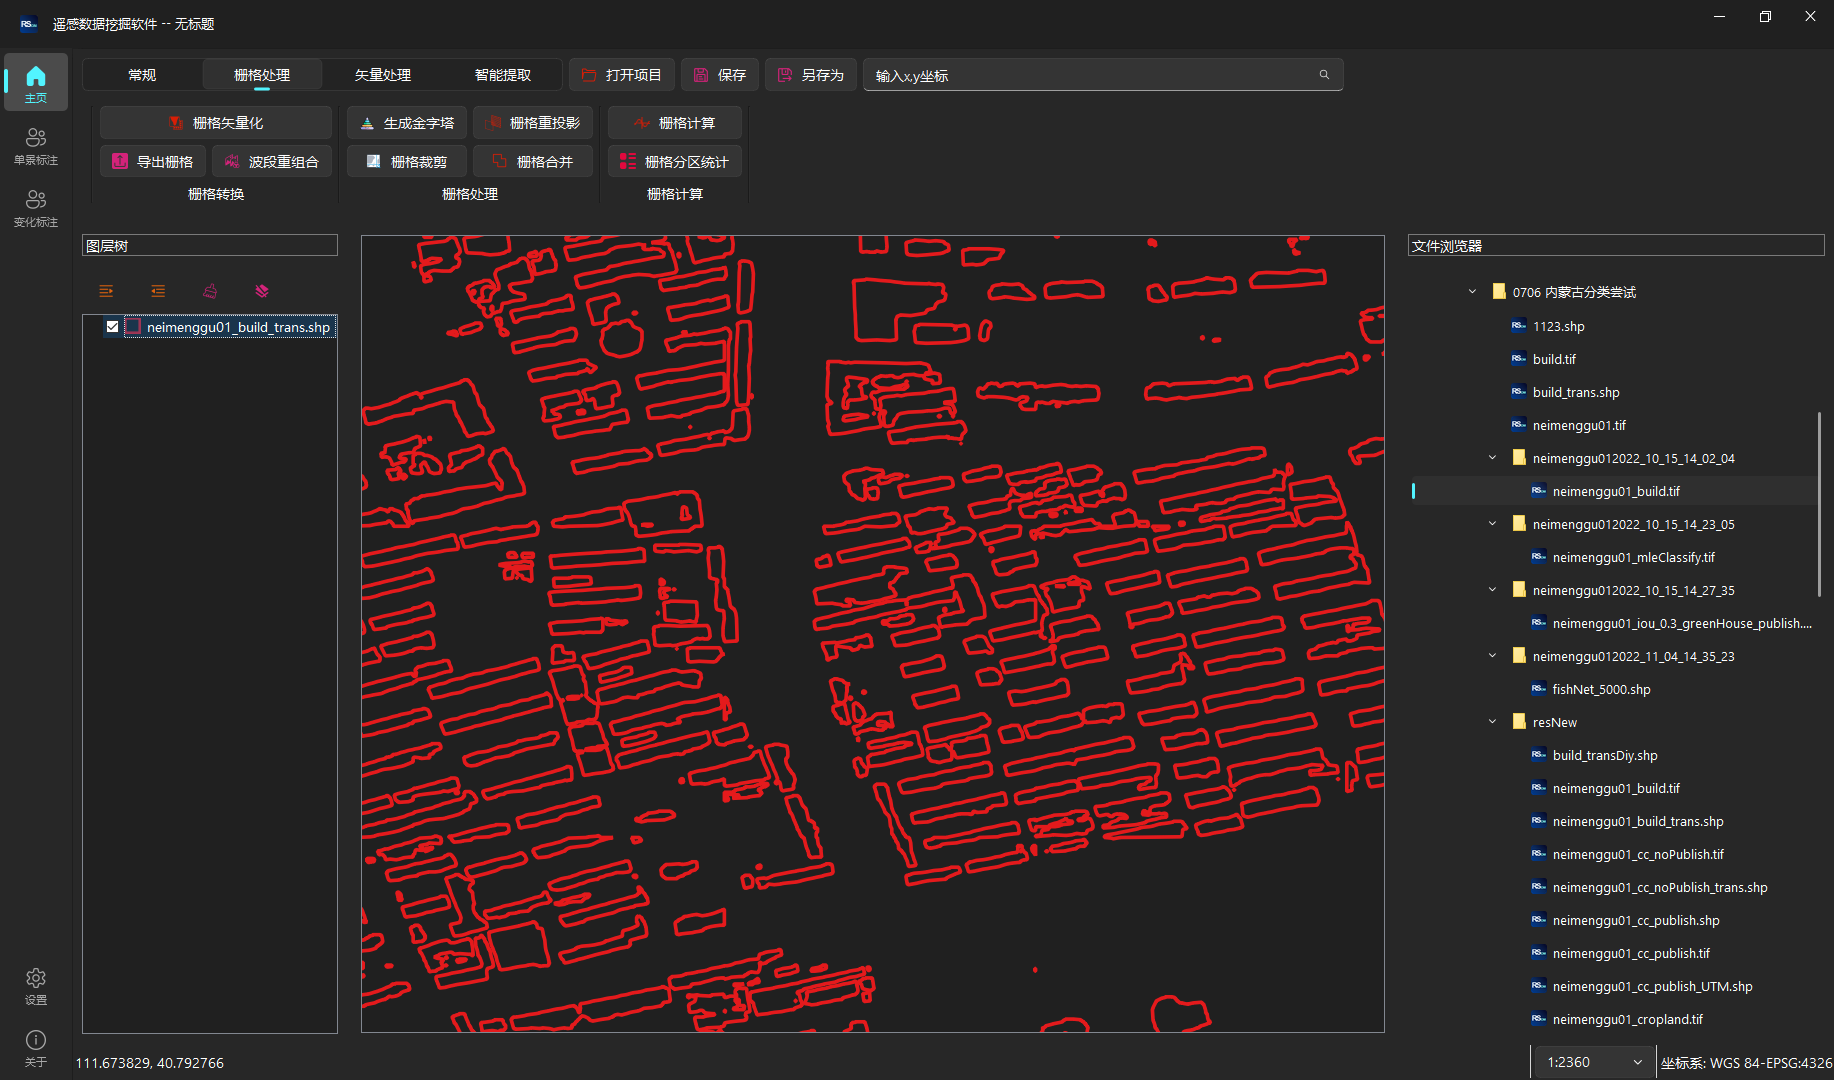 遥感数据挖掘软件 -- 无标题
主页
单景标注
变化标注
设置
关于
常规 栅格处理 矢量处理 智能提取 打开项目 保存 另存为 输入x,y坐标
栅格矢量化 生成金字塔 栅格重投影 栅格计算
导出栅格 波段重组合 栅格裁剪 栅格合并 栅格分区统计
栅格转换 栅格处理 栅格计算
图层树
neimenggu01_build_trans.shp
文件浏览器
0706 内蒙古分类尝试
1123.shp
build.tif
build_trans.shp
neimenggu01.tif
neimenggu012022_10_15_14_02_04
neimenggu01_build.tif
neimenggu012022_10_15_14_23_05
neimenggu01_mleClassify.tif
neimenggu012022_10_15_14_27_35
neimenggu01_iou_0.3_greenHouse_publish....
neimenggu012022_11_04_14_35_23
fishNet_5000.shp
resNew
build_transDiy.shp
neimenggu01_build.tif
neimenggu01_build_trans.shp
neimenggu01_cc_noPublish.tif
neimenggu01_cc_noPublish_trans.shp
neimenggu01_cc_publish.shp
neimenggu01_cc_publish.tif
neimenggu01_cc_publish_UTM.shp
neimenggu01_cropland.tif
111.673829, 40.792766
1:2360 坐标系: WGS 84-EPSG:4326